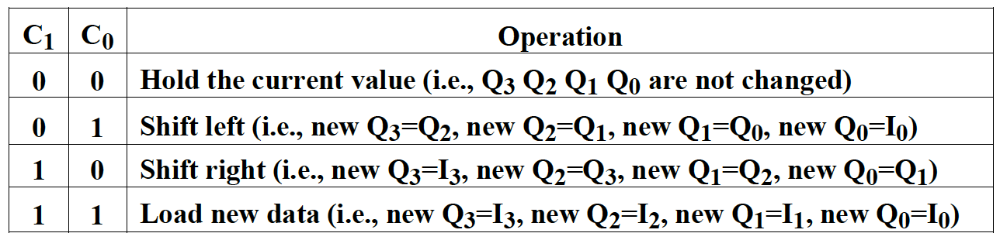 C1 C0 Operation
0 0 Hold the current value (i.e., Q3 Q2 Q1 Q0 are not changed)
0 1 Shift left (i.e., new Q3=Q2, new Q2=Q1, new Q1=Q0, new Q0=I0)
1 0 Shift right (i.e., new Q3=I3, new Q2=Q3, new Q1=Q2, new Q0=Q1)
1 1 Load new data (i.e., new Q3=I3, new Q2=I2, new Q1=I1, new Q0=I0)